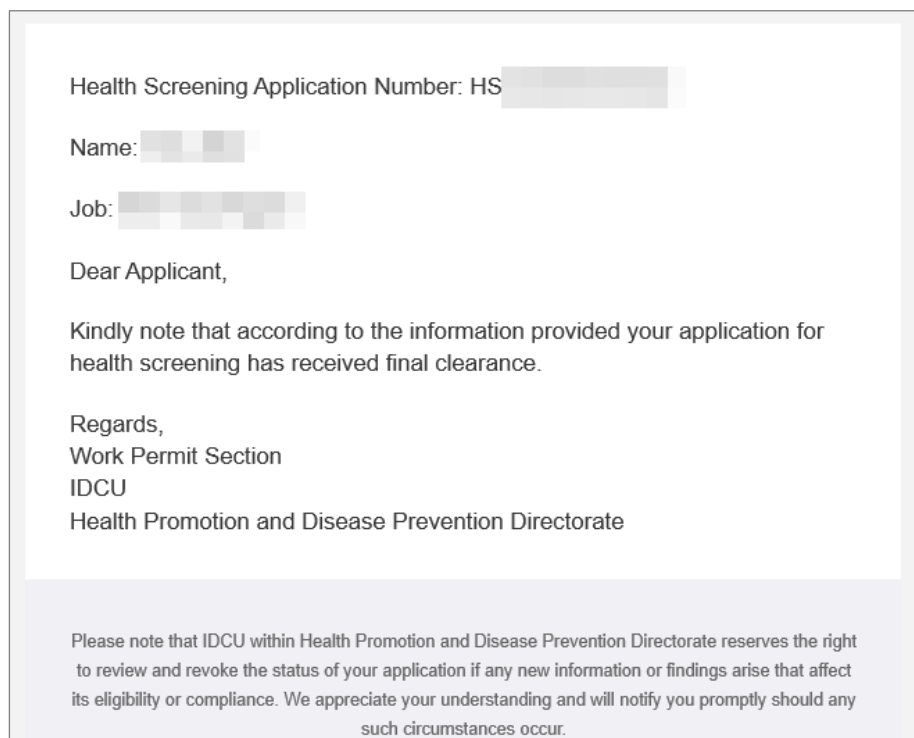 Health Screening Application Number: HS
Name:
Job:
Dear Applicant,
Kindly note that according to the information provided your application for
health screening has received final clearance.
Regards,
Work Permit Section
IDCU
Health Promotion and Disease Prevention Directorate
Please note that IDCU within Health Promotion and Disease Prevention Directorate reserves the right
to review and revoke the status of your application if any new information or findings arise that affect
its eligibility or compliance. We appreciate your understanding and will notify you promptly should any
such circumstances occur.